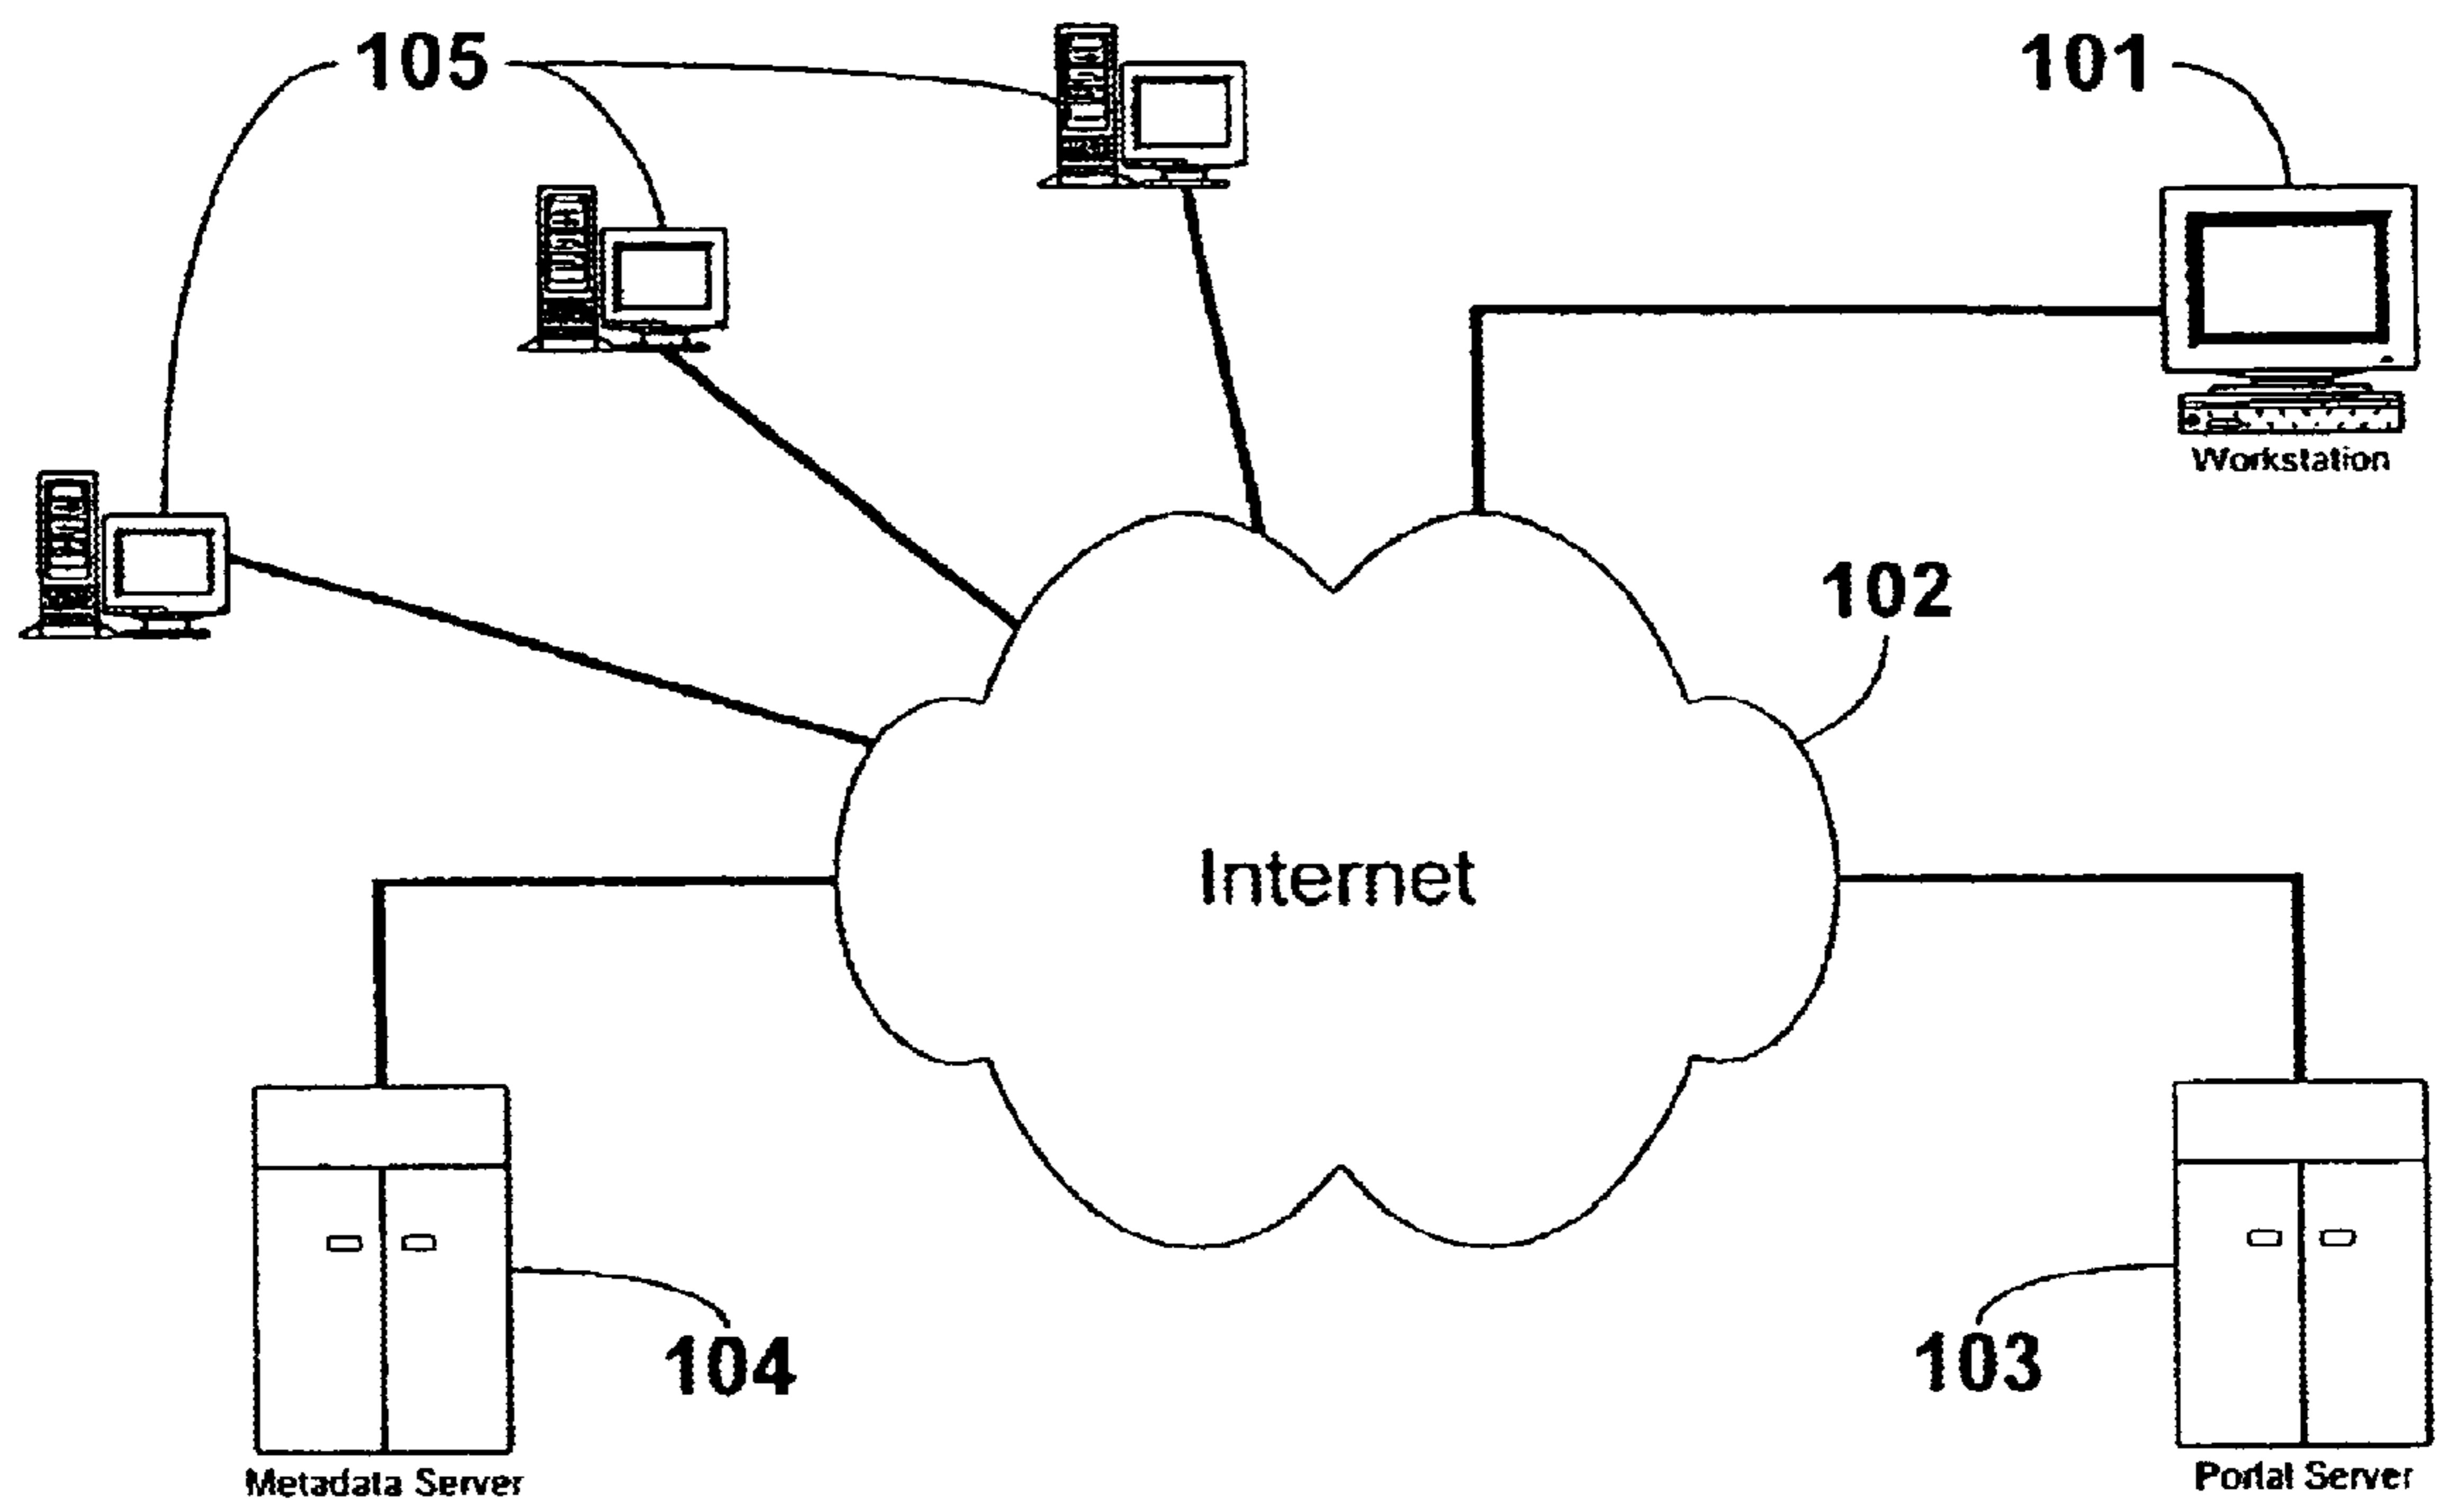 105
101
Workstation
102
Internet
104
103
Metadata Server
Portal Server